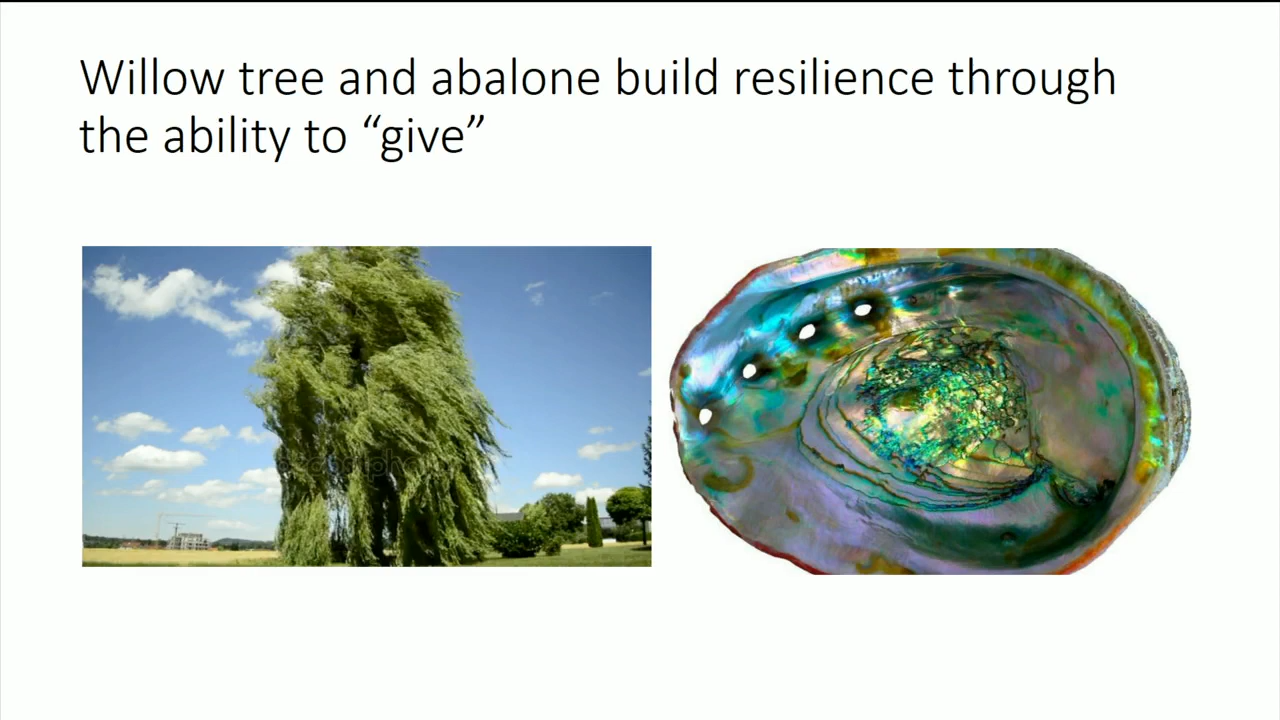 Willow tree and abalone build resilience through
the ability to “give”